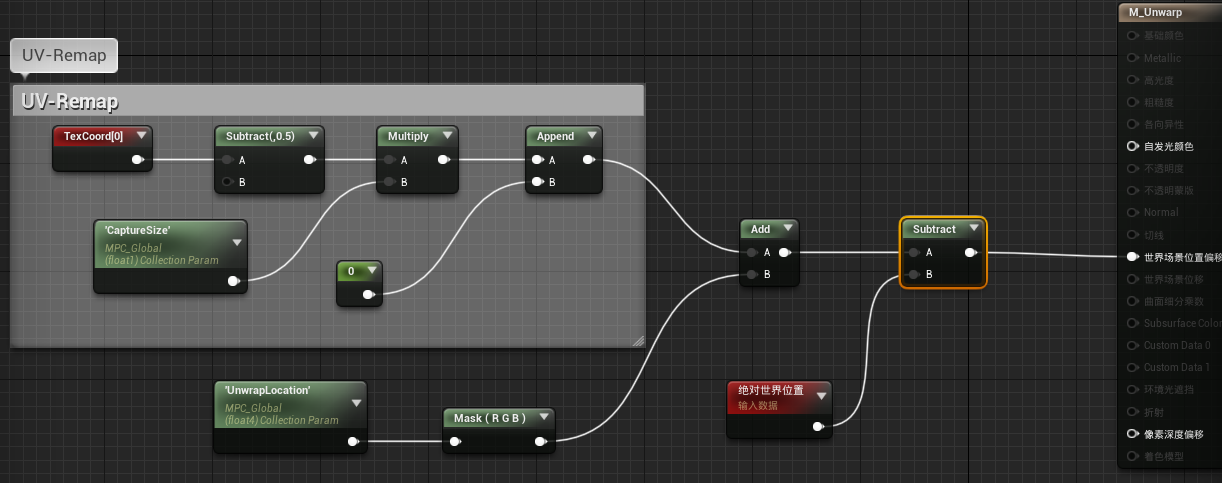 M_Unwarp
UV-Remap
UV-Remap
TexCoord[0]
Subtract(,0.5)
A
B
Multiply
A
B
Append
A
B
'CaptureSize'
MPC_Global
(float1) Collection Param
0
Add
A
B
Subtract
A
B
'UnwrapLocation'
MPC_Global
(float4) Collection Param
Mask ( R G B )
绝对世界位置
输入数据
基础颜色
Metallic
高光度
粗糙度
各向异性
自发光颜色
不透明度
不透明蒙版
Normal
切线
世界场景位置偏移
世界场景位移
曲面细分乘数
Subsurface Color
Custom Data 0
Custom Data 1
环境光遮挡
折射
像素深度偏移
着色模型